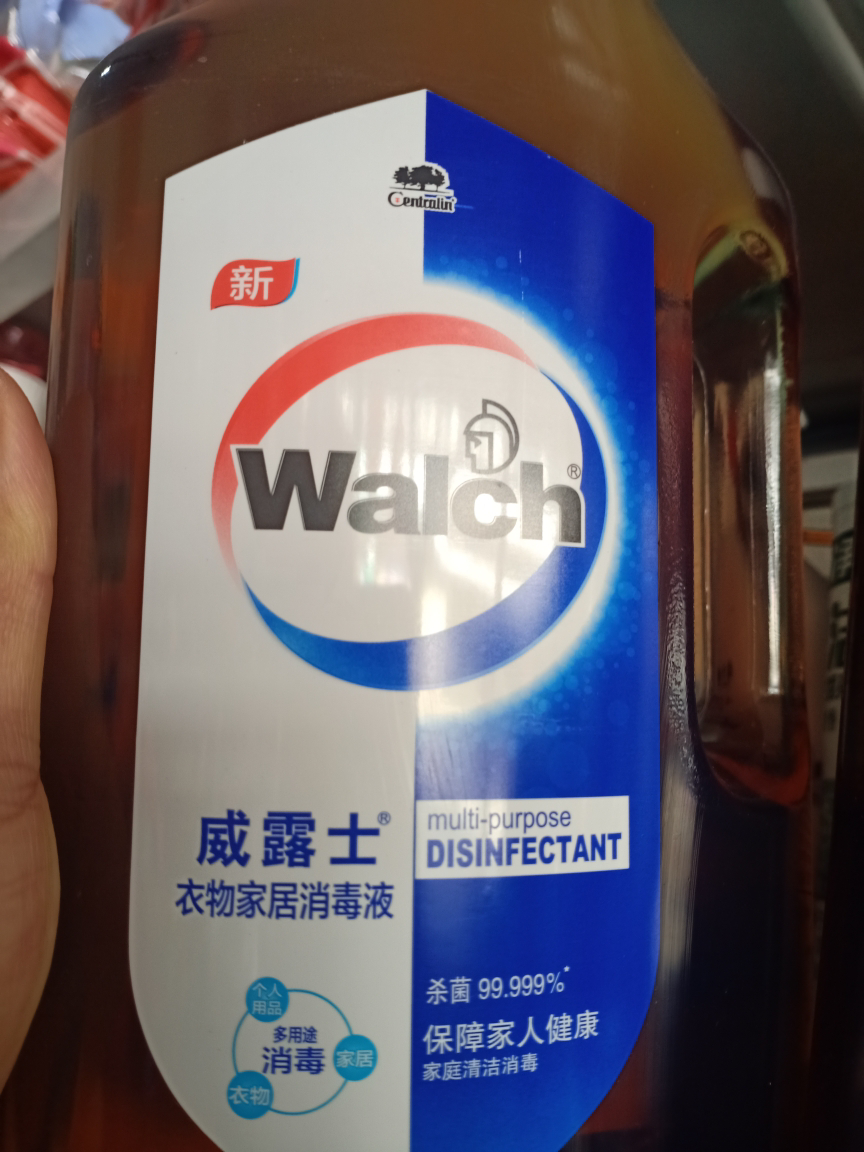 Centralin
新
Walch®
威露士®
衣物家居消毒液
multi-purpose
DISINFECTANT
个人
用品
多用途
消毒
家居
衣物
杀菌 99.999%*
保障家人健康
家庭清洁消毒